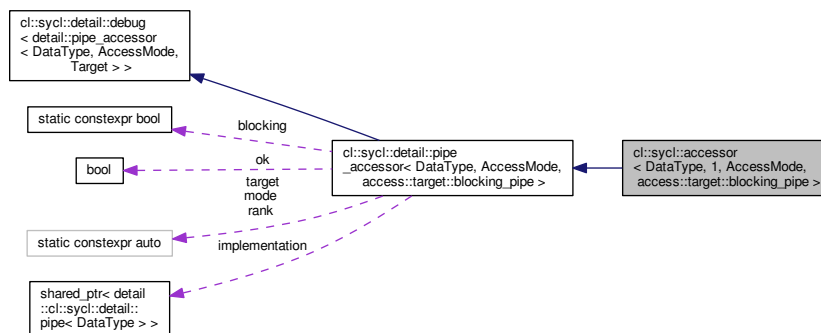 cl::sycl::detail::debug
< detail::pipe_accessor
< DataType, AccessMode,
Target > >
static constexpr bool
blocking
bool
ok
target
mode
rank
static constexpr auto
implementation
shared_ptr< detail
::cl::sycl::detail::
pipe< DataType > >
cl::sycl::detail::pipe
_accessor< DataType, AccessMode,
access::target::blocking_pipe >
cl::sycl::accessor
< DataType, 1, AccessMode,
access::target::blocking_pipe >